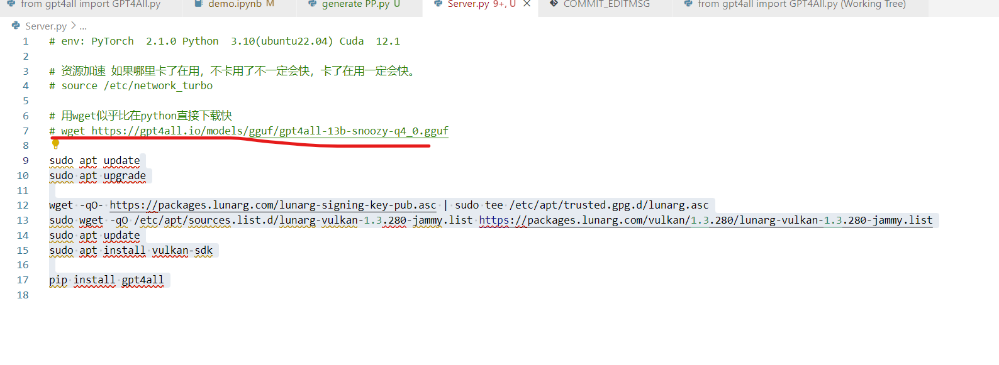 from gpt4all import GPT4All.py demo.ipynb M generate PP.py U Server.py 9+, U COMMIT_EDITMSG from gpt4all import GPT4All.py (Working Tree)
Server.py > ...
1 # env: PyTorch  2.1.0 Python  3.10(ubuntu22.04) Cuda  12.1
2
3 # 资源加速 如果哪里卡了在用，不卡用了不一定会快，卡了在用一定会快。
4 # source /etc/network_turbo
5
6 # 用wget似乎比在python直接下载快
7 # wget https://gpt4all.io/models/gguf/gpt4all-13b-snoozy-q4_0.gguf
8
9 sudo apt update
10 sudo apt upgrade
11
12 wget -qO- https://packages.lunarg.com/lunarg-signing-key-pub.asc | sudo tee /etc/apt/trusted.gpg.d/lunarg.asc
13 sudo wget -qO /etc/apt/sources.list.d/lunarg-vulkan-1.3.280-jammy.list https://packages.lunarg.com/vulkan/1.3.280/lunarg-vulkan-1.3.280-jammy.list
14 sudo apt update
15 sudo apt install vulkan-sdk
16
17 pip install gpt4all
18